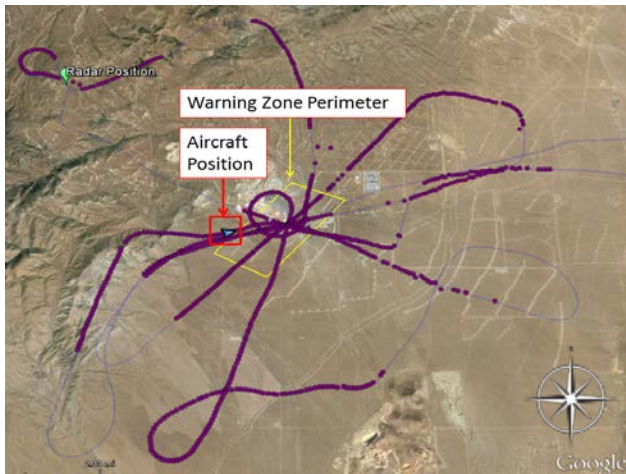 Radar Position
Warning Zone Perimeter
Aircraft
Position
N
Google